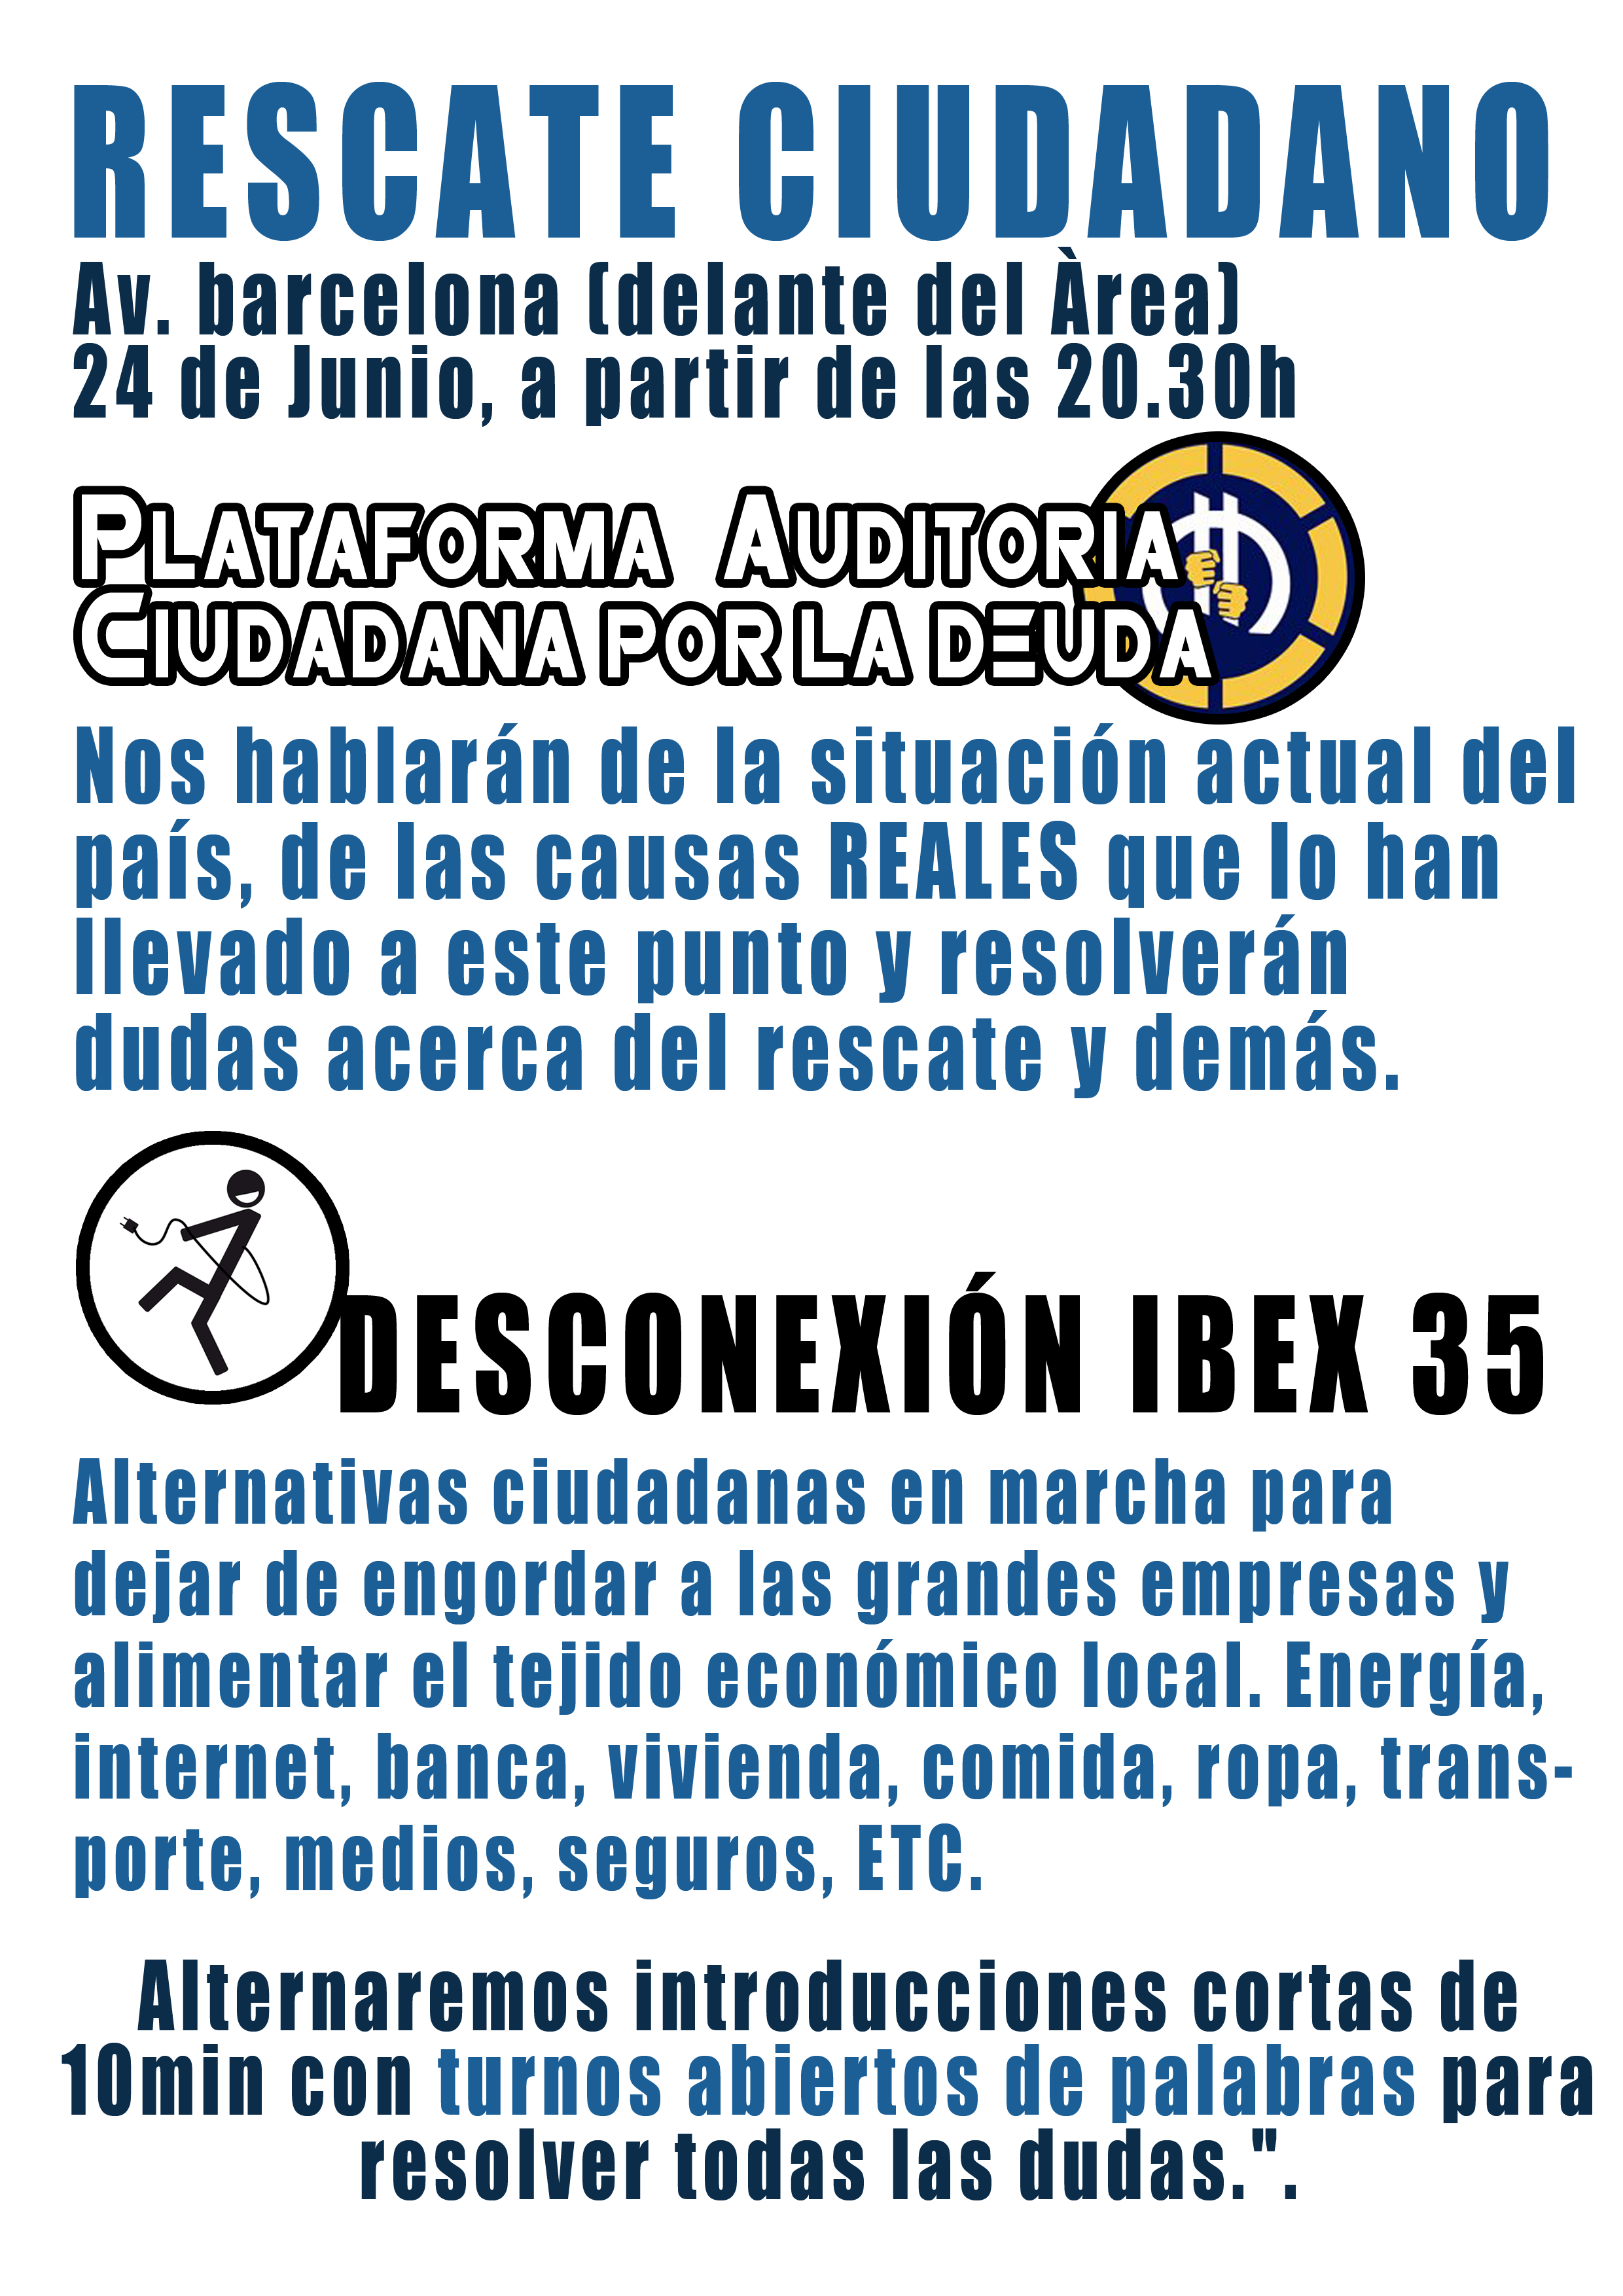 RESCATE CIUDADANO
Av. barcelona (delante del Àrea)
24 de Junio, a partir de las 20.30h
PLATAFORMA AUDITORIA
CIUDADANA POR LA DEUDA
Nos hablarán de la situación actual del
país, de las causas REALES que lo han
llevado a este punto y resolverán
dudas acerca del rescate y demás.
DESCONEXIÓN IBEX 35
Alternativas ciudadanas en marcha para
dejar de engordar a las grandes empresas y
alimentar el tejido económico local. Energía,
internet, banca, vivienda, comida, ropa, trans-
porte, medios, seguros, ETC.
Alternaremos introducciones cortas de
10min con turnos abiertos de palabras para
resolver todas las dudas.".